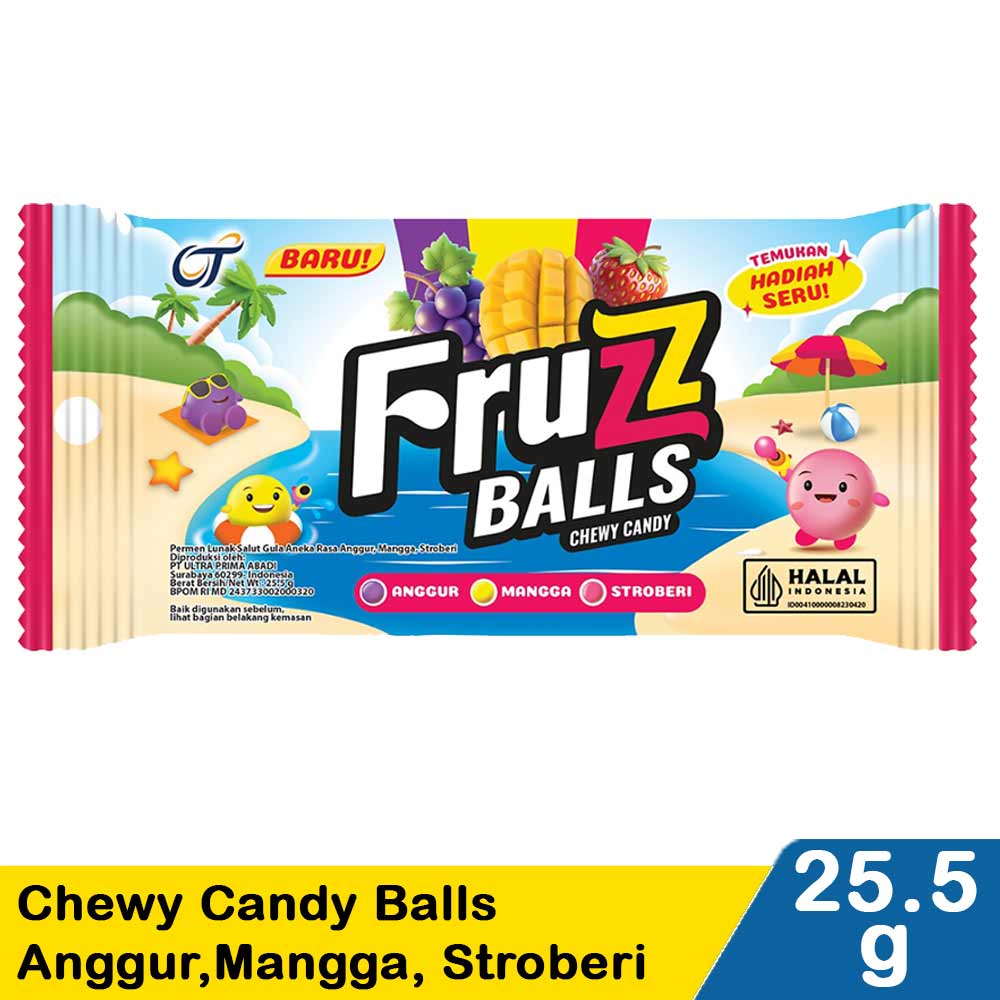 OT
BARU!
TEMUKAN
HADIAH
SERU!
FruZZ
BALLS
CHEWY CANDY
Permen Lunak Salut Gula Aneka Rasa Anggur, Mangga, Stroberi
Diproduksi oleh:
PT ULTRA PRIMA ABADI
Surabaya 60299- Indonesia
Berat Bersih/Net Wt : 25.5 g
BPOM RI MD 243733002000320
Baik digunakan sebelum,
lihat bagian belakang kemasan
ANGGUR MANGGA STROBERI
HALAL
INDONESIA
ID00410000008230420
Chewy Candy Balls
Anggur,Mangga, Stroberi
25.5
g